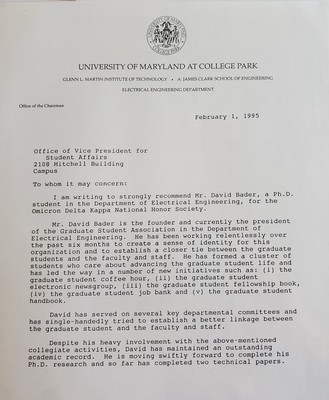 UNIVERSITY OF MARYLAND AT COLLEGE PARK
GLENN L. MARTIN INSTITUTE OF TECHNOLOGY • A. JAMES CLARK SCHOOL OF ENGINEERING
ELECTRICAL ENGINEERING DEPARTMENT
Office of the Chairman
February 1, 1995
Office of Vice President for
Student Affairs
2108 Mitchell Building
Campus
To whom it may concern:
I am writing to strongly recommend Mr. David Bader, a Ph.D.
student in the Department of Electrical Engineering, for the
Omicron Delta Kappa National Honor Society.
Mr. David Bader is the founder and currently the president
of the Graduate Student Association in the Department of
Electrical Engineering. He has been working relentlessly over
the past six months to create a sense of identity for this
organization and to establish a closer tie between the graduate
students and the faculty and staff. He has formed a cluster of
students who care about advancing the graduate student life and
has led the way in a number of new initiatives such as: (i) the
graduate student coffee hour, (ii) the graduate student
electronic newsgroup, (iii) the graduate student fellowship book,
(iv) the graduate student job bank and (v) the graduate student
handbook.
David has served on several key departmental committees and
has single-handedly tried to establish a better linkage between
the graduate student and the faculty and staff.
Despite his heavy involvement with the above-mentioned
collegiate activities, David has maintained an outstanding
academic record. He is moving swiftly forward to complete his
Ph.D. research and so far has completed two technical papers.